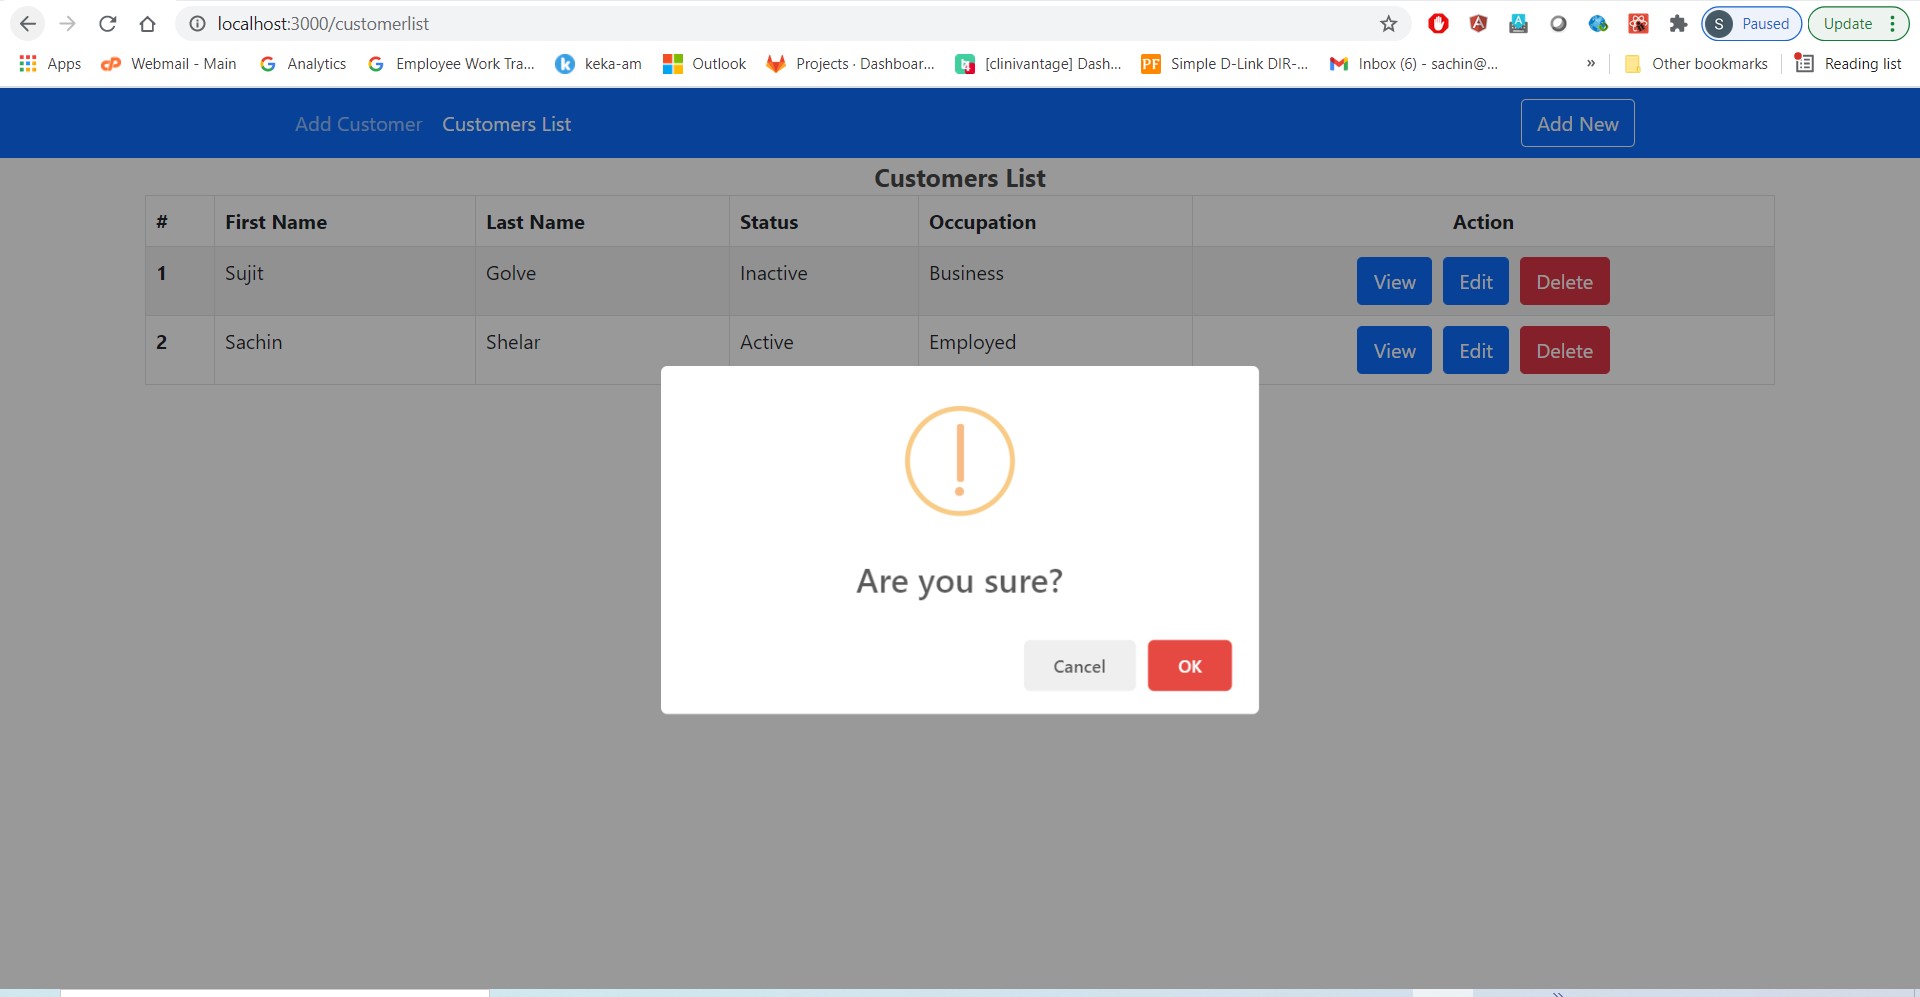 localhost:3000/customerlist
S Paused Update
Apps cP Webmail - Main Analytics Employee Work Tra... k keka-am Outlook Projects · Dashboar... [clinivantage] Dash... PF Simple D-Link DIR-... Inbox (6) - sachin@... » Other bookmarks Reading list
Add Customer Customers List Add New
Customers List
# First Name Last Name Status Occupation Action
1 Sujit Golve Inactive Business View Edit Delete
2 Sachin Shelar Active Employed View Edit Delete
!
Are you sure?
Cancel OK